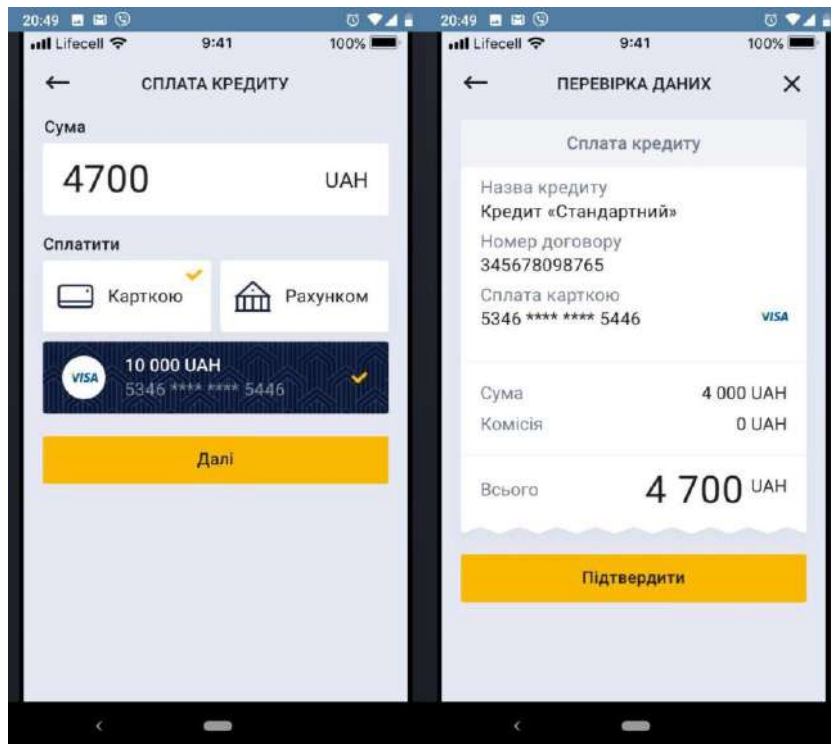 20:49
Lifecell 9:41 100%
СПЛАТА КРЕДИТУ
Сума
4700 UAH
Сплатити
Карткою
Рахунком
VISA
10 000 UAH
5346 **** **** 5446
Далі
20:49
Lifecell 9:41 100%
ПЕРЕВІРКА ДАНИХ
Сплата кредиту
Назва кредиту
Кредит «Стандартний»
Номер договору
345678098765
Сплата карткою
5346 **** **** 5446 VISA
Сума 4 000 UAH
Комісія 0 UAH
Всього 4 700 UAH
Підтвердити